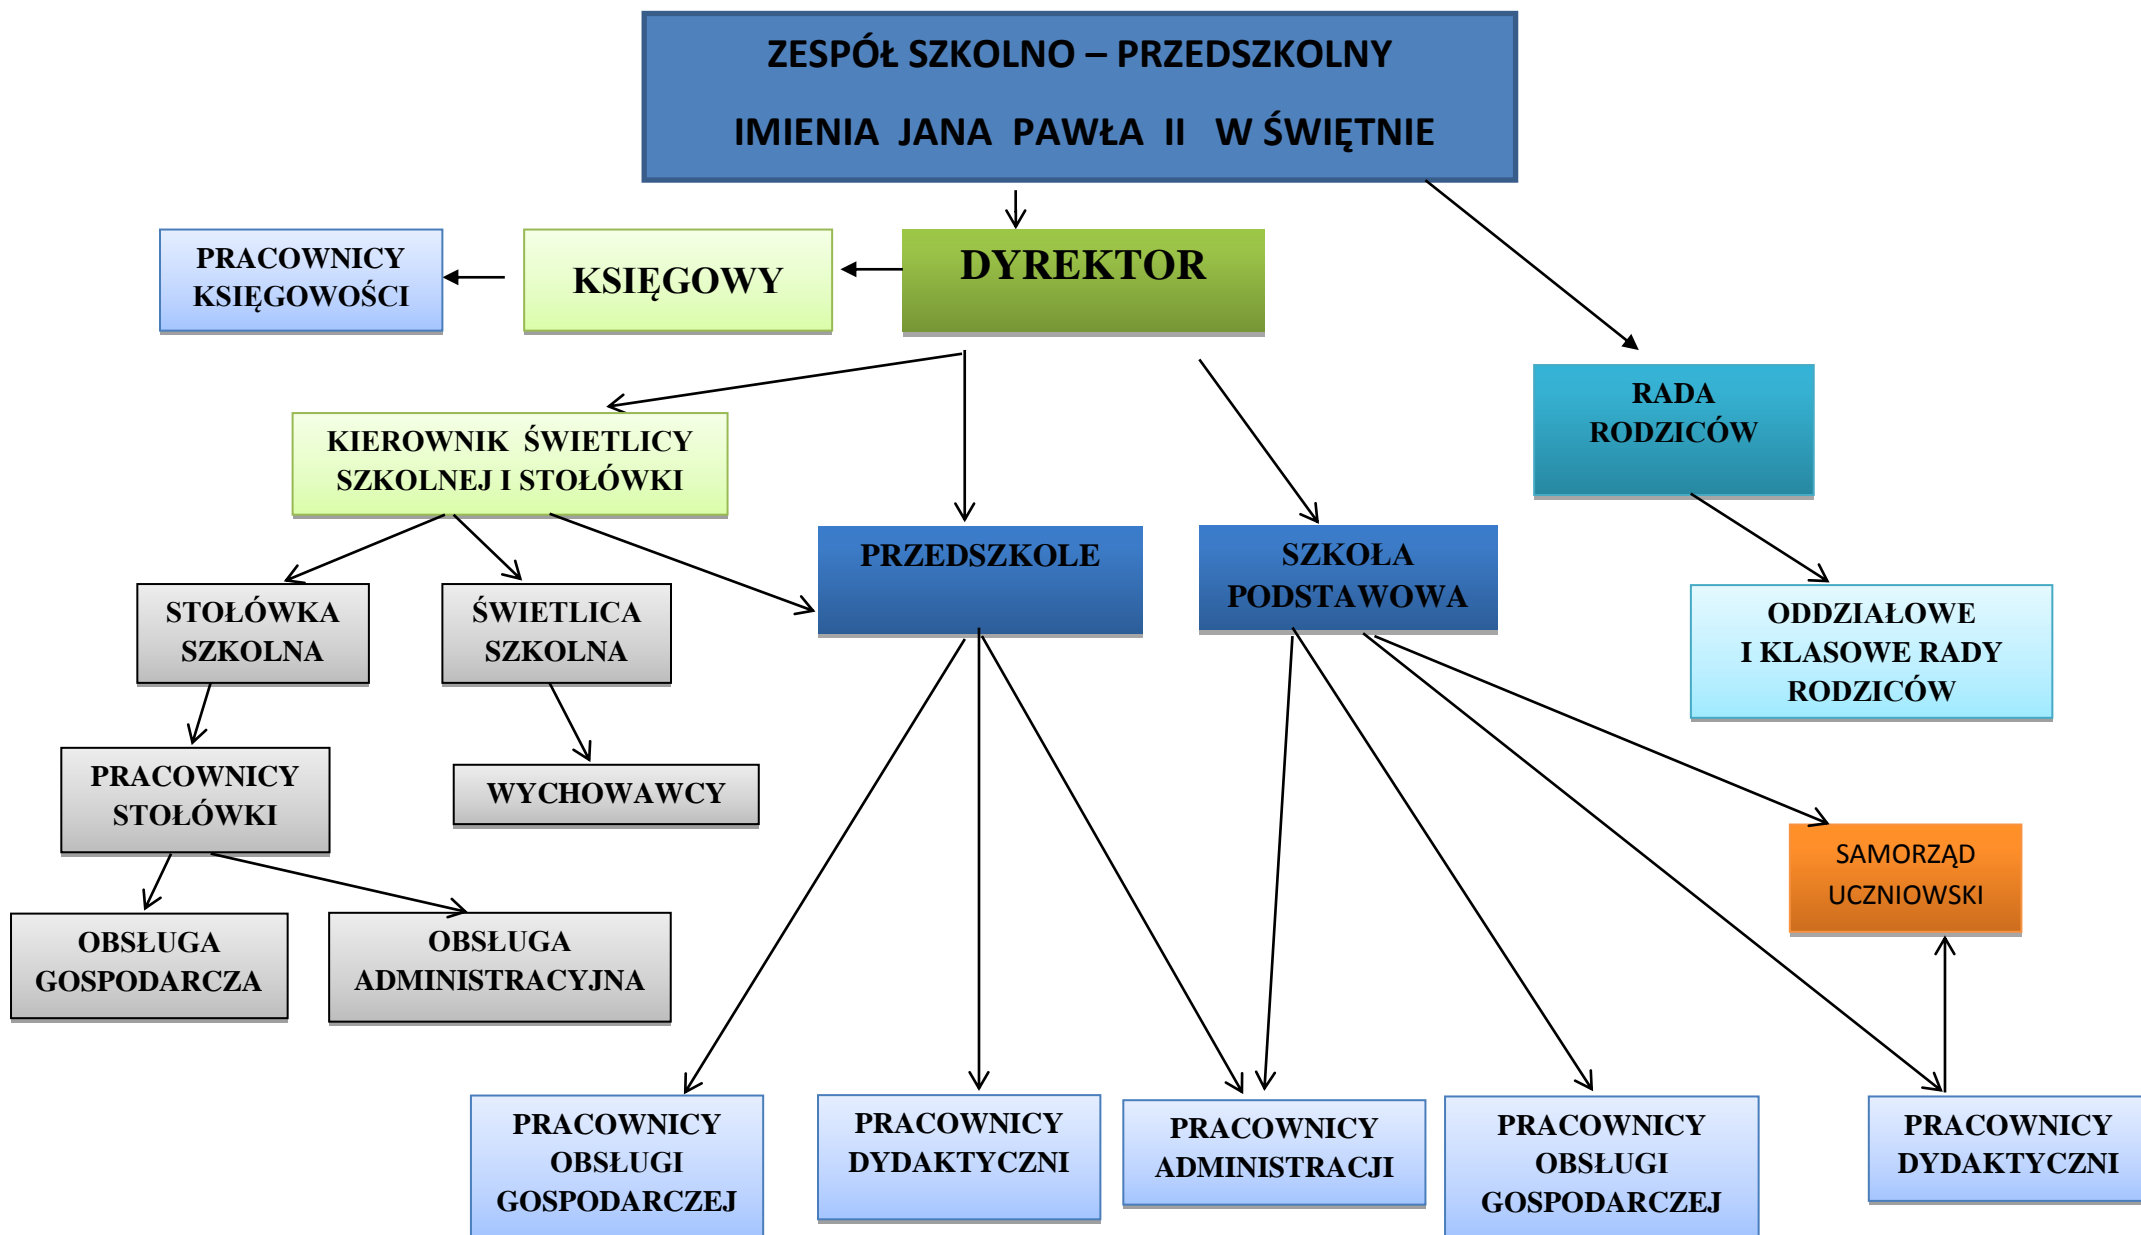 ZESPÓŁ SZKOLNO – PRZEDSZKOLNY
IMIENIA JANA PAWŁA II W ŚWIĘTNIE
PRACOWNICY
KSIĘGOWOŚCI
KSIĘGOWY
DYREKTOR
RADA
RODZICÓW
KIEROWNIK ŚWIETLICY
SZKOLNEJ I STOŁÓWKI
PRZEDSZKOLE
SZKOŁA
PODSTAWOWA
STOŁÓWKA
SZKOLNA
ŚWIETLICA
SZKOLNA
ODDZIAŁOWE
I KLASOWE RADY
RODZICÓW
PRACOWNICY
STOŁÓWKI
WYCHOWAWCY
SAMORZĄD
UCZNIOWSKI
OBSŁUGA
GOSPODARCZA
OBSŁUGA
ADMINISTRACYJNA
PRACOWNICY
OBSŁUGI
GOSPODARCZEJ
PRACOWNICY
DYDAKTYCZNI
PRACOWNICY
ADMINISTRACJI
PRACOWNICY
OBSŁUGI
GOSPODARCZEJ
PRACOWNICY
DYDAKTYCZNI